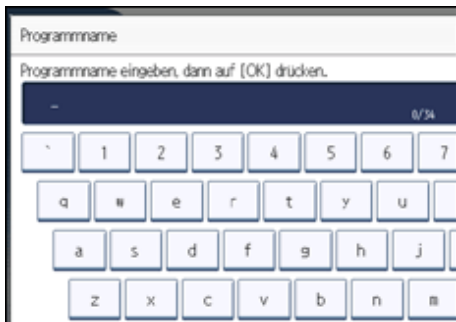 Programmname
Programmname eingeben, dann auf [OK] drücken.
_
0/34
` 1 2 3 4 5 6 7
q w e r t y u
a s d f g h j
z x c v b n m